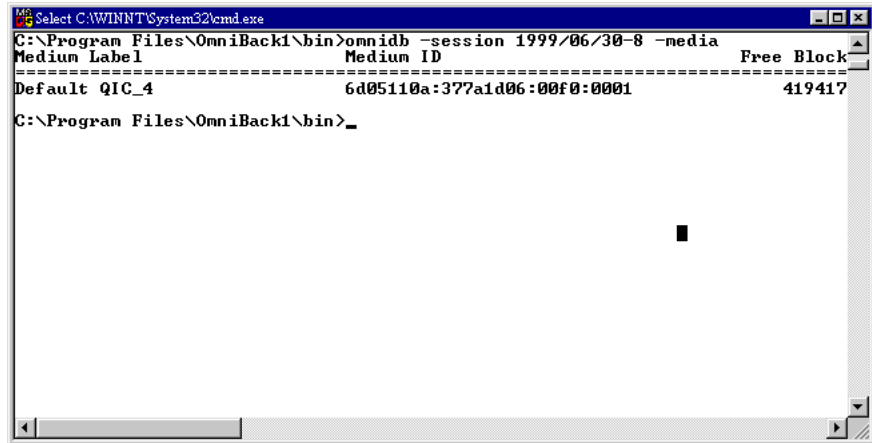 Select C:\WINNT\System32\cmd.exe
C:\Program Files\OmniBack1\bin>omnidb -session 1999/06/30-8 -media
Medium Label Medium ID Free Block
===============================================================================
Default QIC_4 6d05110a:377a1d06:00f0:0001 419417
C:\Program Files\OmniBack1\bin>_